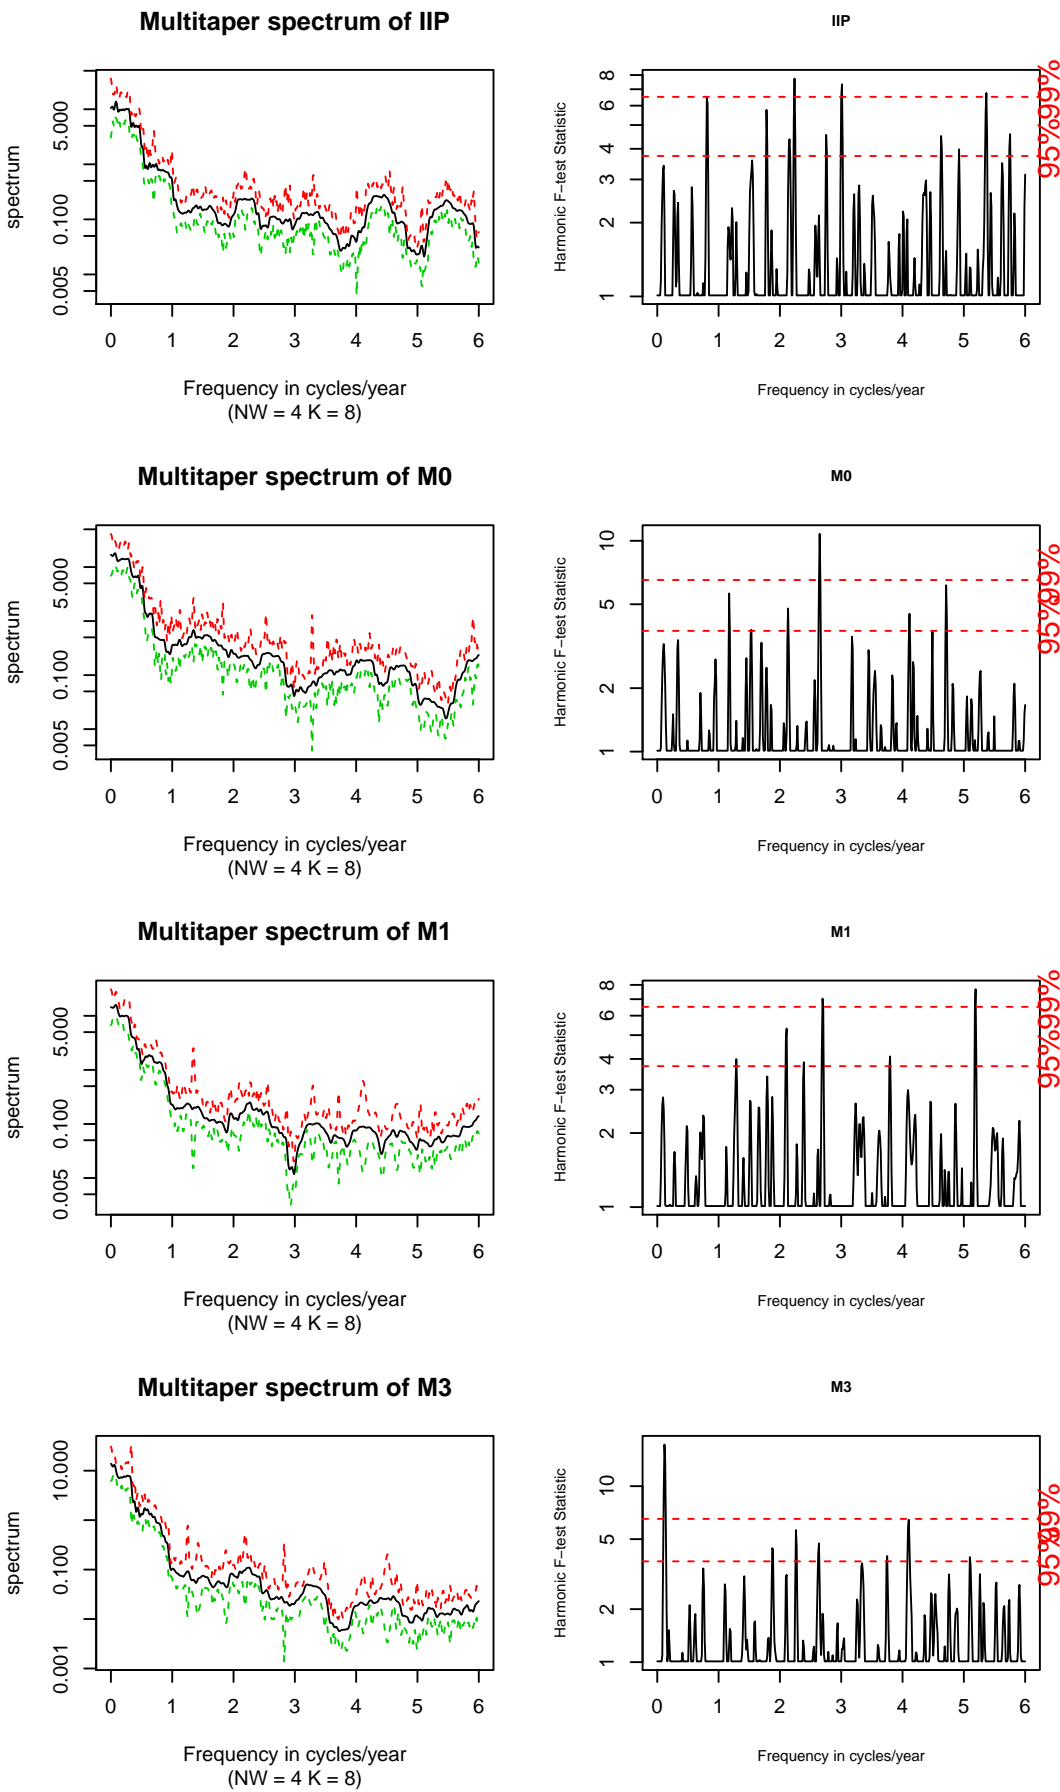 Multitaper spectrum of IIP
spectrum
5.000
0.100
0.005
0 1 2 3 4 5 6
Frequency in cycles/year
(NW = 4 K = 8)
IIP
Harmonic F−test Statistic
8
6
4
3
2
1
99%
95%
0 1 2 3 4 5 6
Frequency in cycles/year
Multitaper spectrum of M0
spectrum
5.000
0.100
0.005
0 1 2 3 4 5 6
Frequency in cycles/year
(NW = 4 K = 8)
M0
Harmonic F−test Statistic
10
5
2
1
99%
95%
0 1 2 3 4 5 6
Frequency in cycles/year
Multitaper spectrum of M1
spectrum
5.000
0.100
0.005
0 1 2 3 4 5 6
Frequency in cycles/year
(NW = 4 K = 8)
M1
Harmonic F−test Statistic
8
6
4
3
2
1
99%
95%
0 1 2 3 4 5 6
Frequency in cycles/year
Multitaper spectrum of M3
spectrum
10.000
0.100
0.001
0 1 2 3 4 5 6
Frequency in cycles/year
(NW = 4 K = 8)
M3
Harmonic F−test Statistic
10
5
2
1
99%
95%
0 1 2 3 4 5 6
Frequency in cycles/year